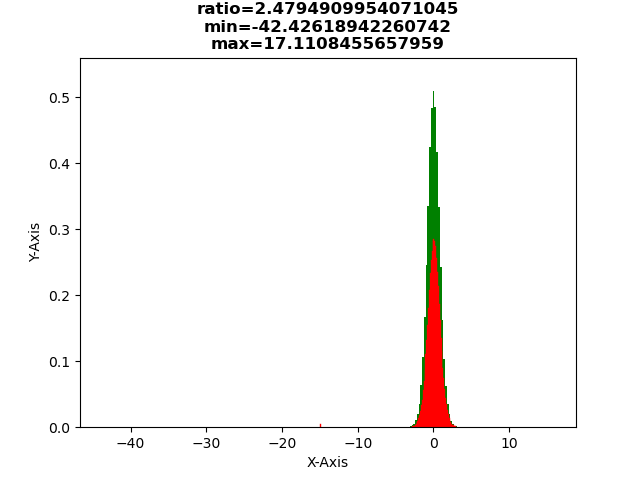 ratio=2.4794909954071045
min=-42.42618942260742
max=17.1108455657959
0.5
0.4
0.3
0.2
0.1
0.0
Y-Axis
−40 −30 −20 −10 0 10
X-Axis